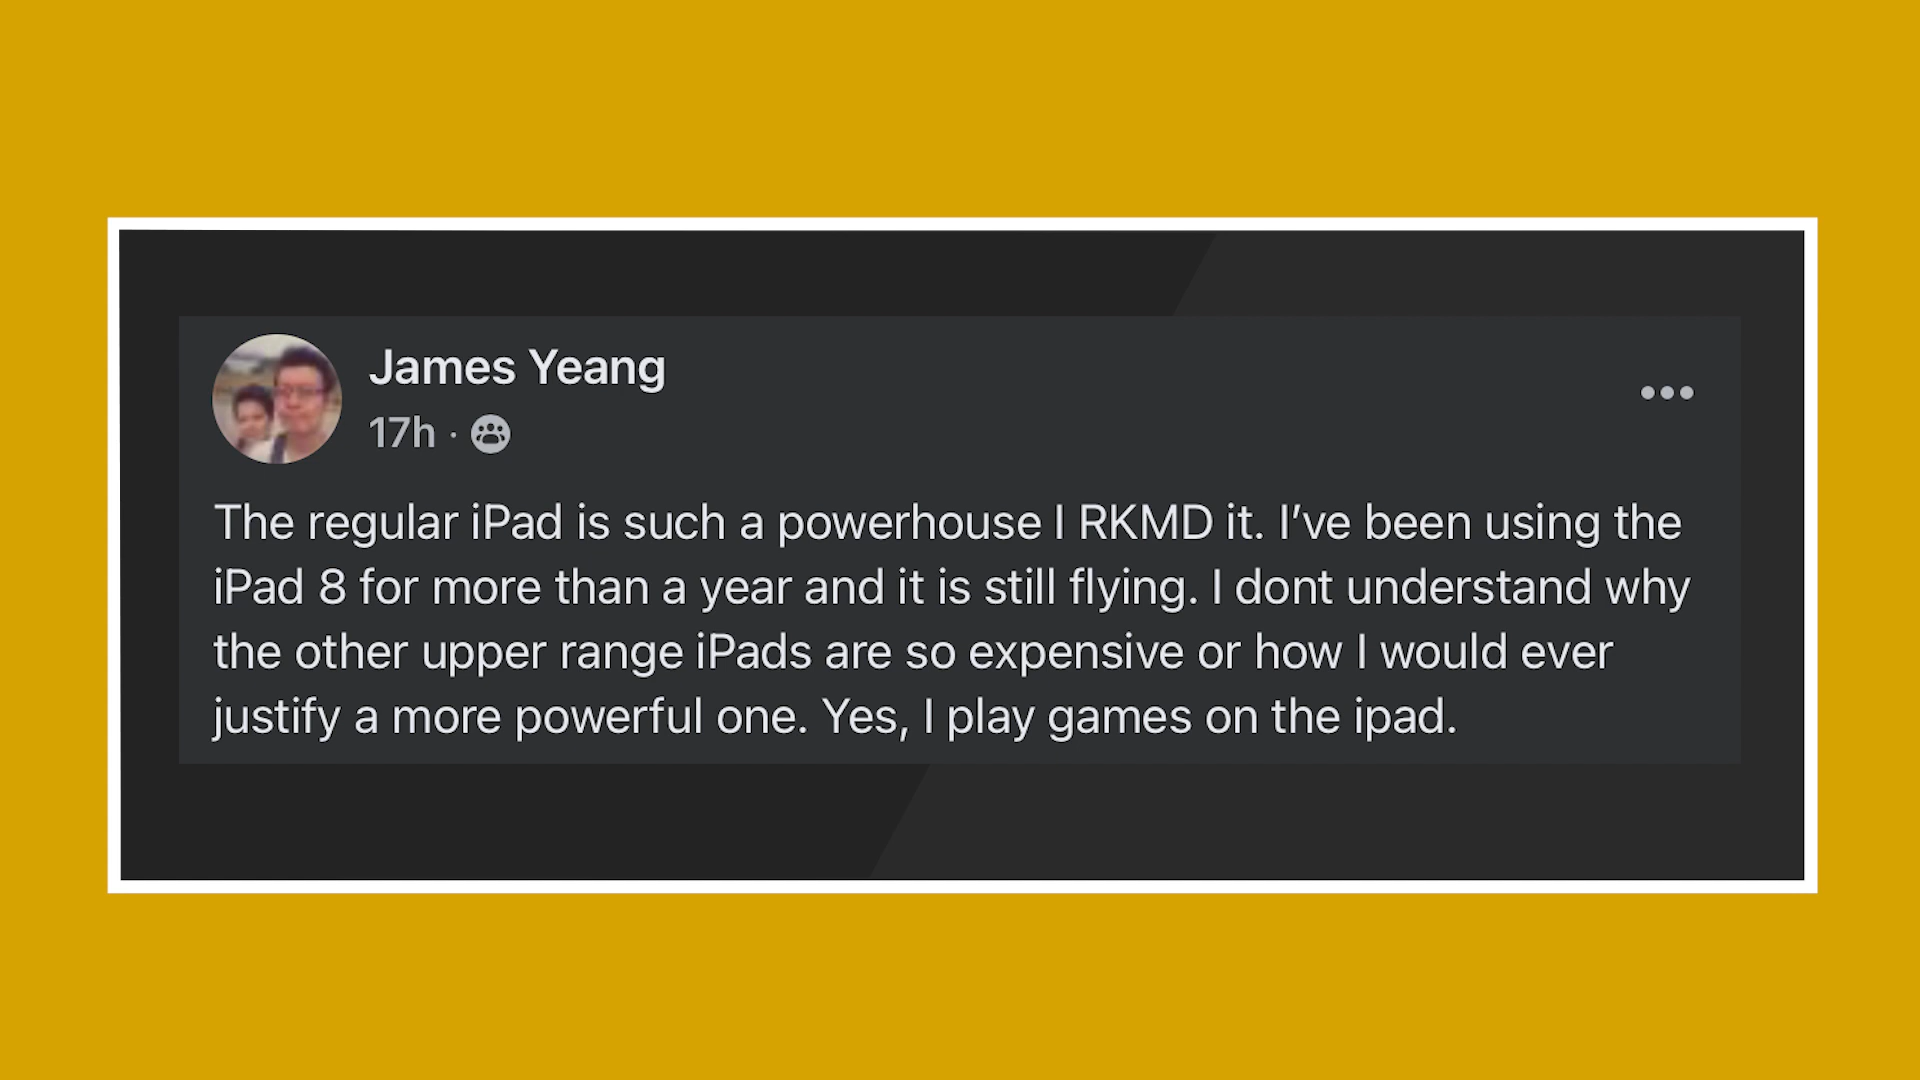 James Yeang
17h ·
The regular iPad is such a powerhouse I RKMD it. I’ve been using the
iPad 8 for more than a year and it is still flying. I dont understand why
the other upper range iPads are so expensive or how I would ever
justify a more powerful one. Yes, I play games on the ipad.